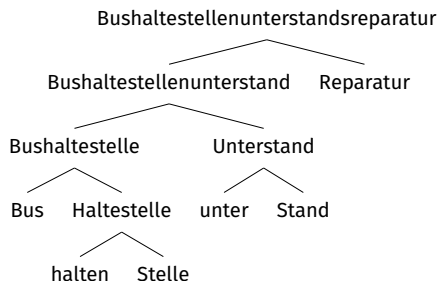 Bushaltestellenunterstandsreparatur
Bushaltestellenunterstand Reparatur
Bushaltestelle Unterstand
Bus Haltestelle unter Stand
halten Stelle